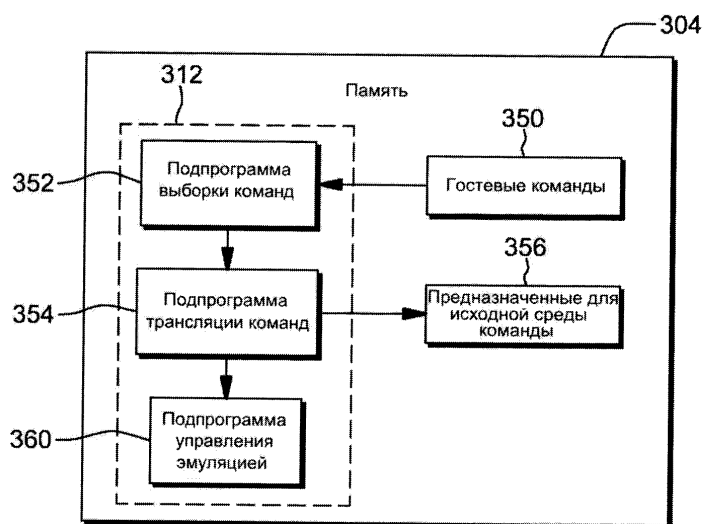 304
312
Память
350
352
Подпрограмма
выборки команд
Гостевые команды
356
354
Подпрограмма
трансляции команд
Предназначенные для
исходной среды
команды
360
Подпрограмма
управления
эмуляцией